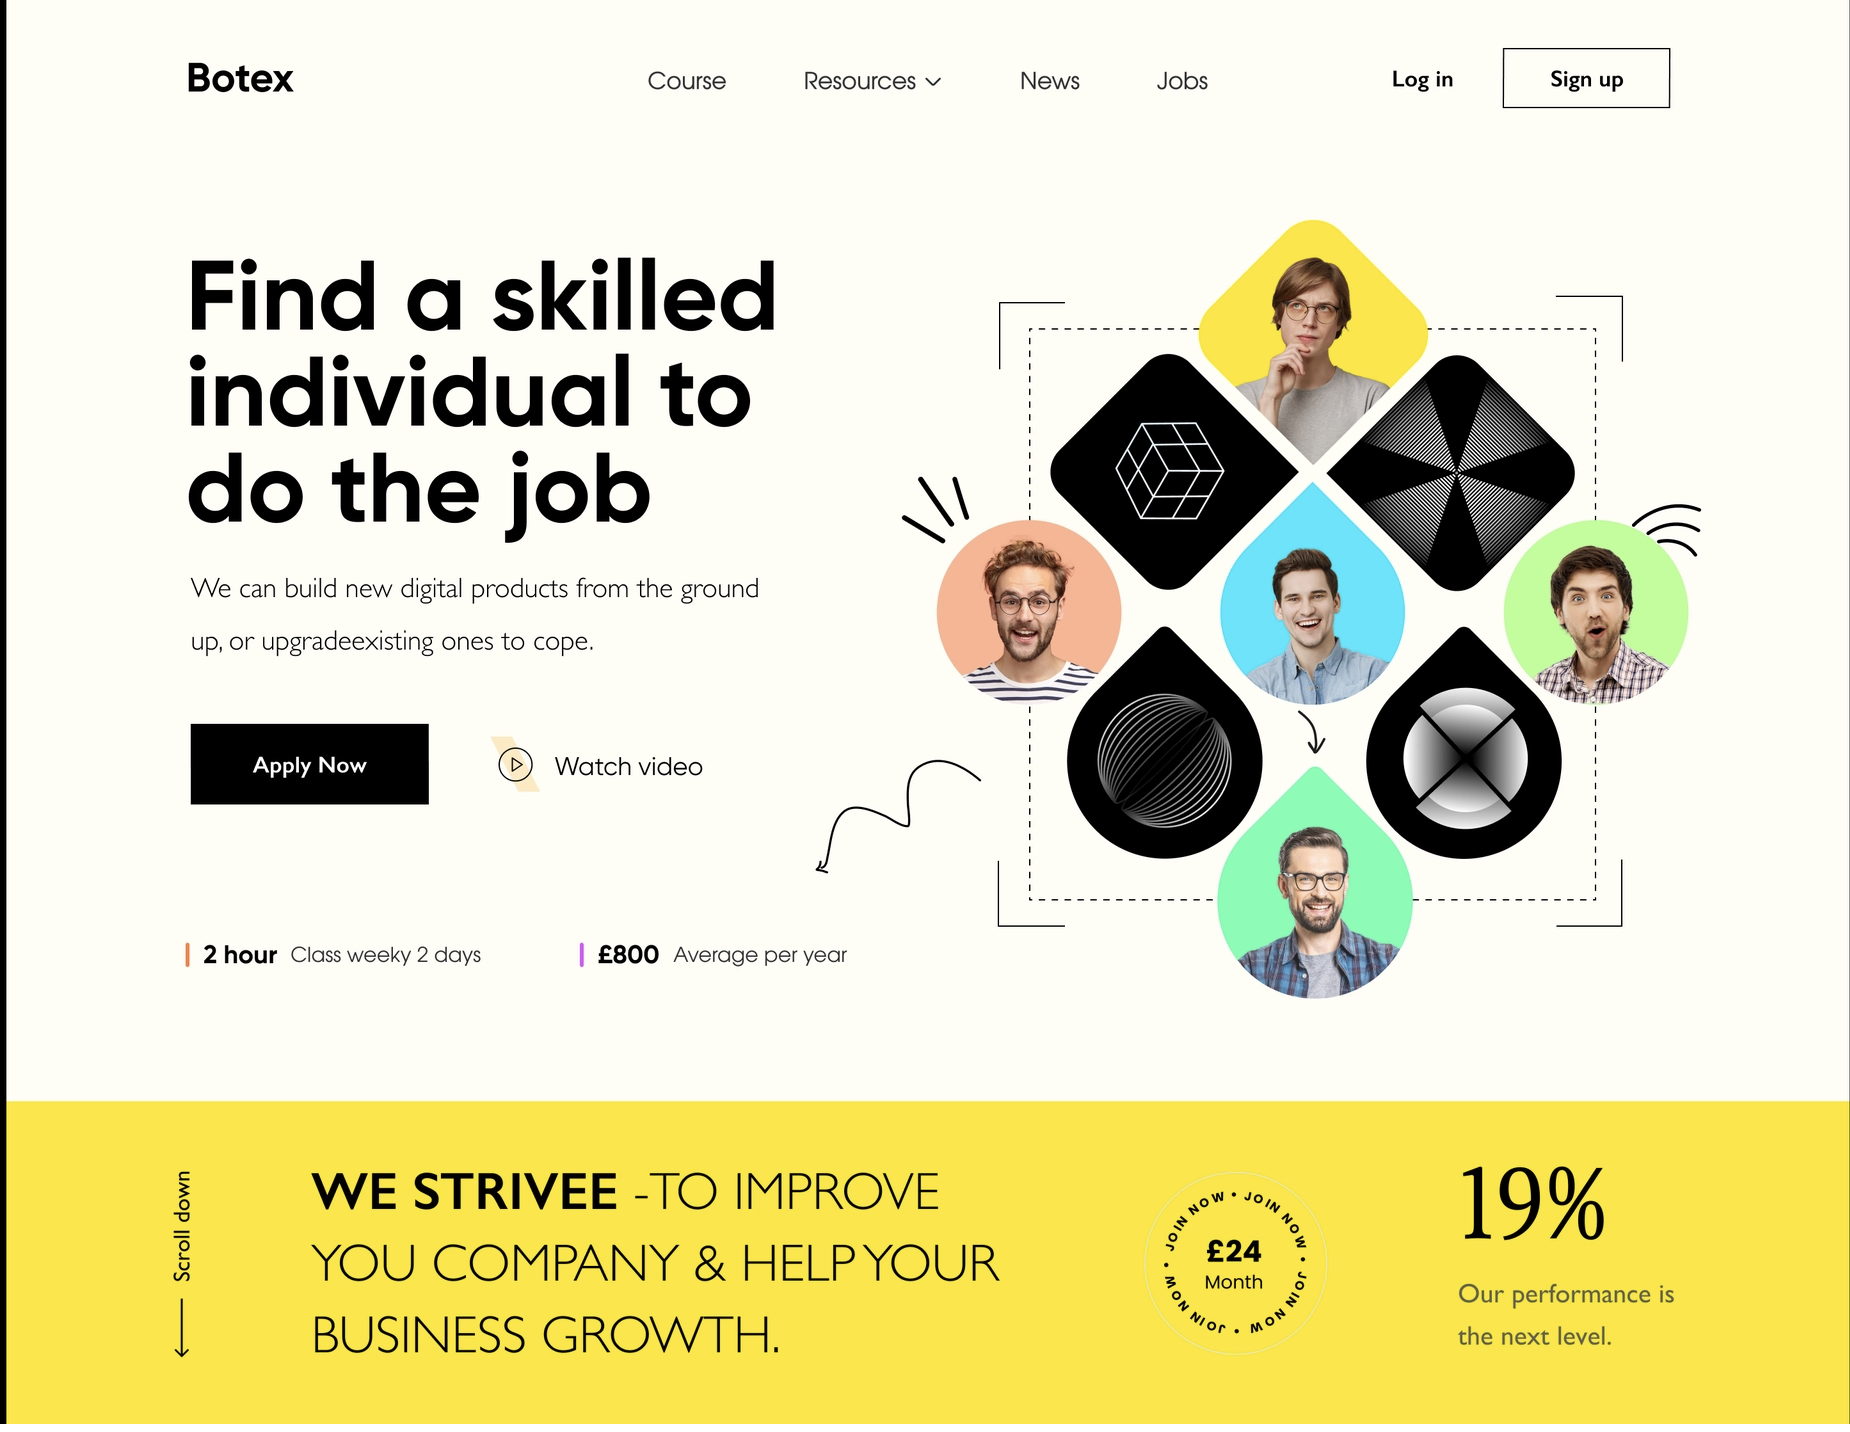 Botex
Course
Resources
News
Jobs
Log in
Sign up
Find a skilled
individual to
do the job
We can build new digital products from the ground
up, or upgradeexisting ones to cope.
Apply Now
Watch video
2 hour Class weeky 2 days
£800 Average per year
Scroll down
WE STRIVEE -TO IMPROVE
YOU COMPANY & HELP YOUR
BUSINESS GROWTH.
JOIN NOW • JOIN NOW • JOIN NOW • JOIN NOW •
£24
Month
19%
Our performance is
the next level.